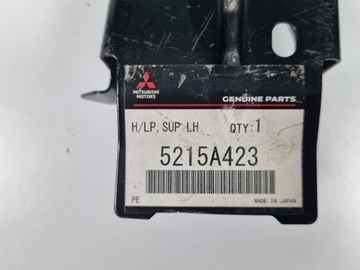 MITSUBISHI
MOTORS
GENUINE PARTS
H/LP,SUP LH QTY:1
5215A423
PE MADE IN JAPAN